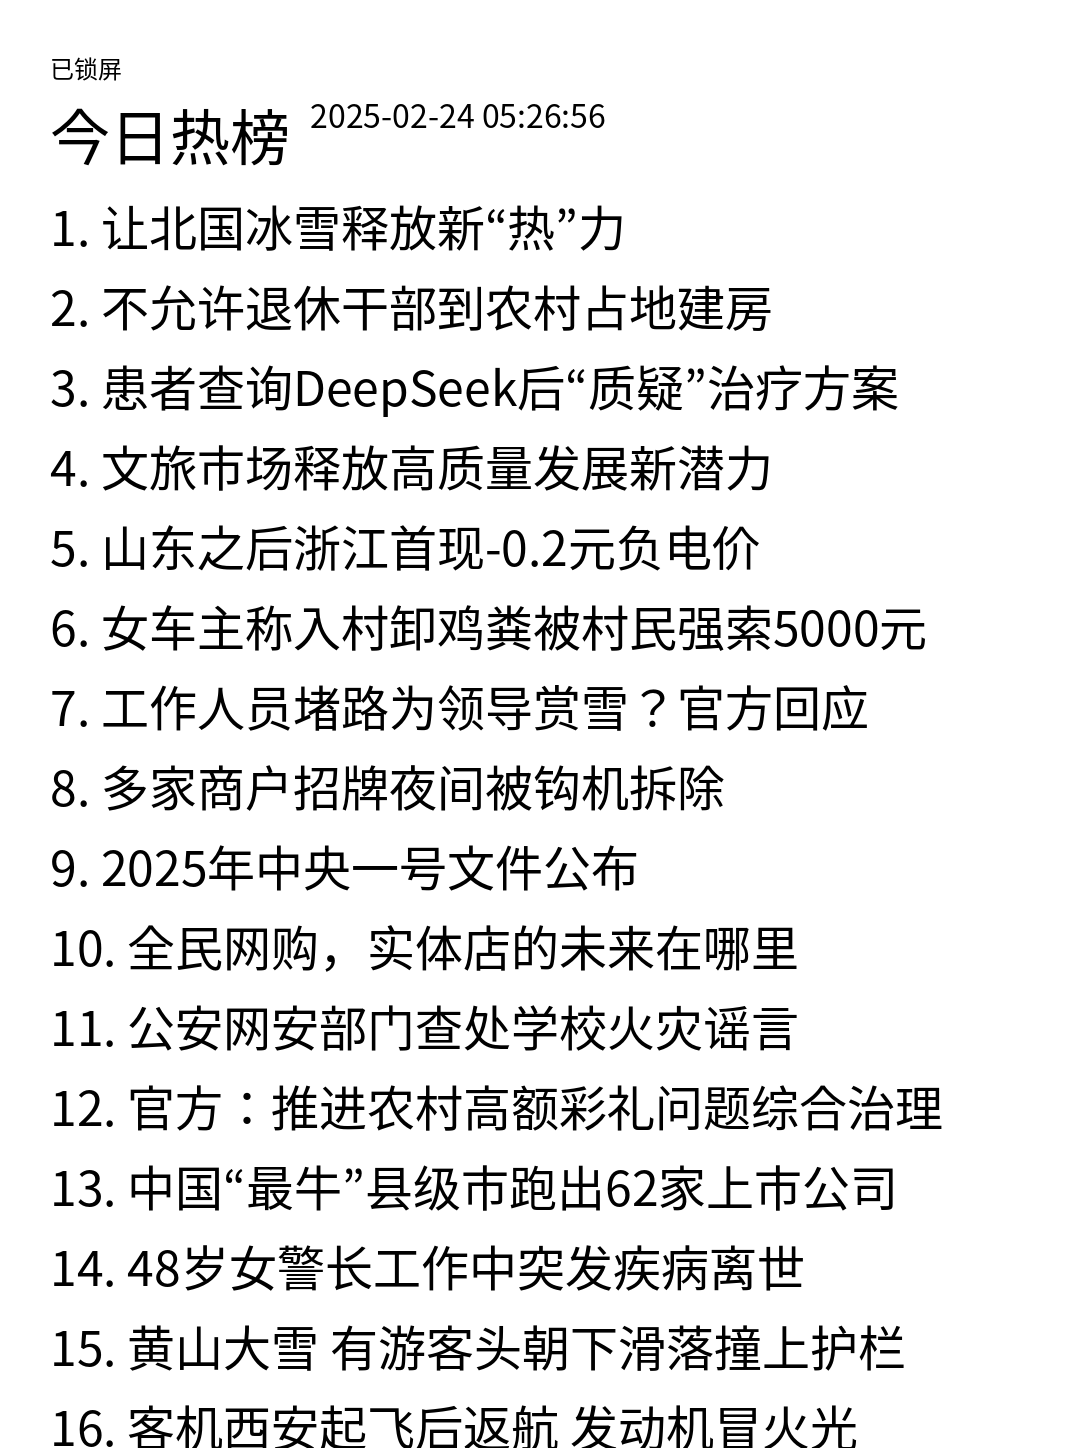 已锁屏
今日热榜 2025-02-24 05:26:56
1. 让北国冰雪释放新“热”力
2. 不允许退休干部到农村占地建房
3. 患者查询DeepSeek后“质疑”治疗方案
4. 文旅市场释放高质量发展新潜力
5. 山东之后浙江首现-0.2元负电价
6. 女车主称入村卸鸡粪被村民强索5000元
7. 工作人员堵路为领导赏雪？官方回应
8. 多家商户招牌夜间被钩机拆除
9. 2025年中央一号文件公布
10. 全民网购，实体店的未来在哪里
11. 公安网安部门查处学校火灾谣言
12. 官方：推进农村高额彩礼问题综合治理
13. 中国“最牛”县级市跑出62家上市公司
14. 48岁女警长工作中突发疾病离世
15. 黄山大雪 有游客头朝下滑落撞上护栏
16. 客机西安起飞后返航 发动机冒火光